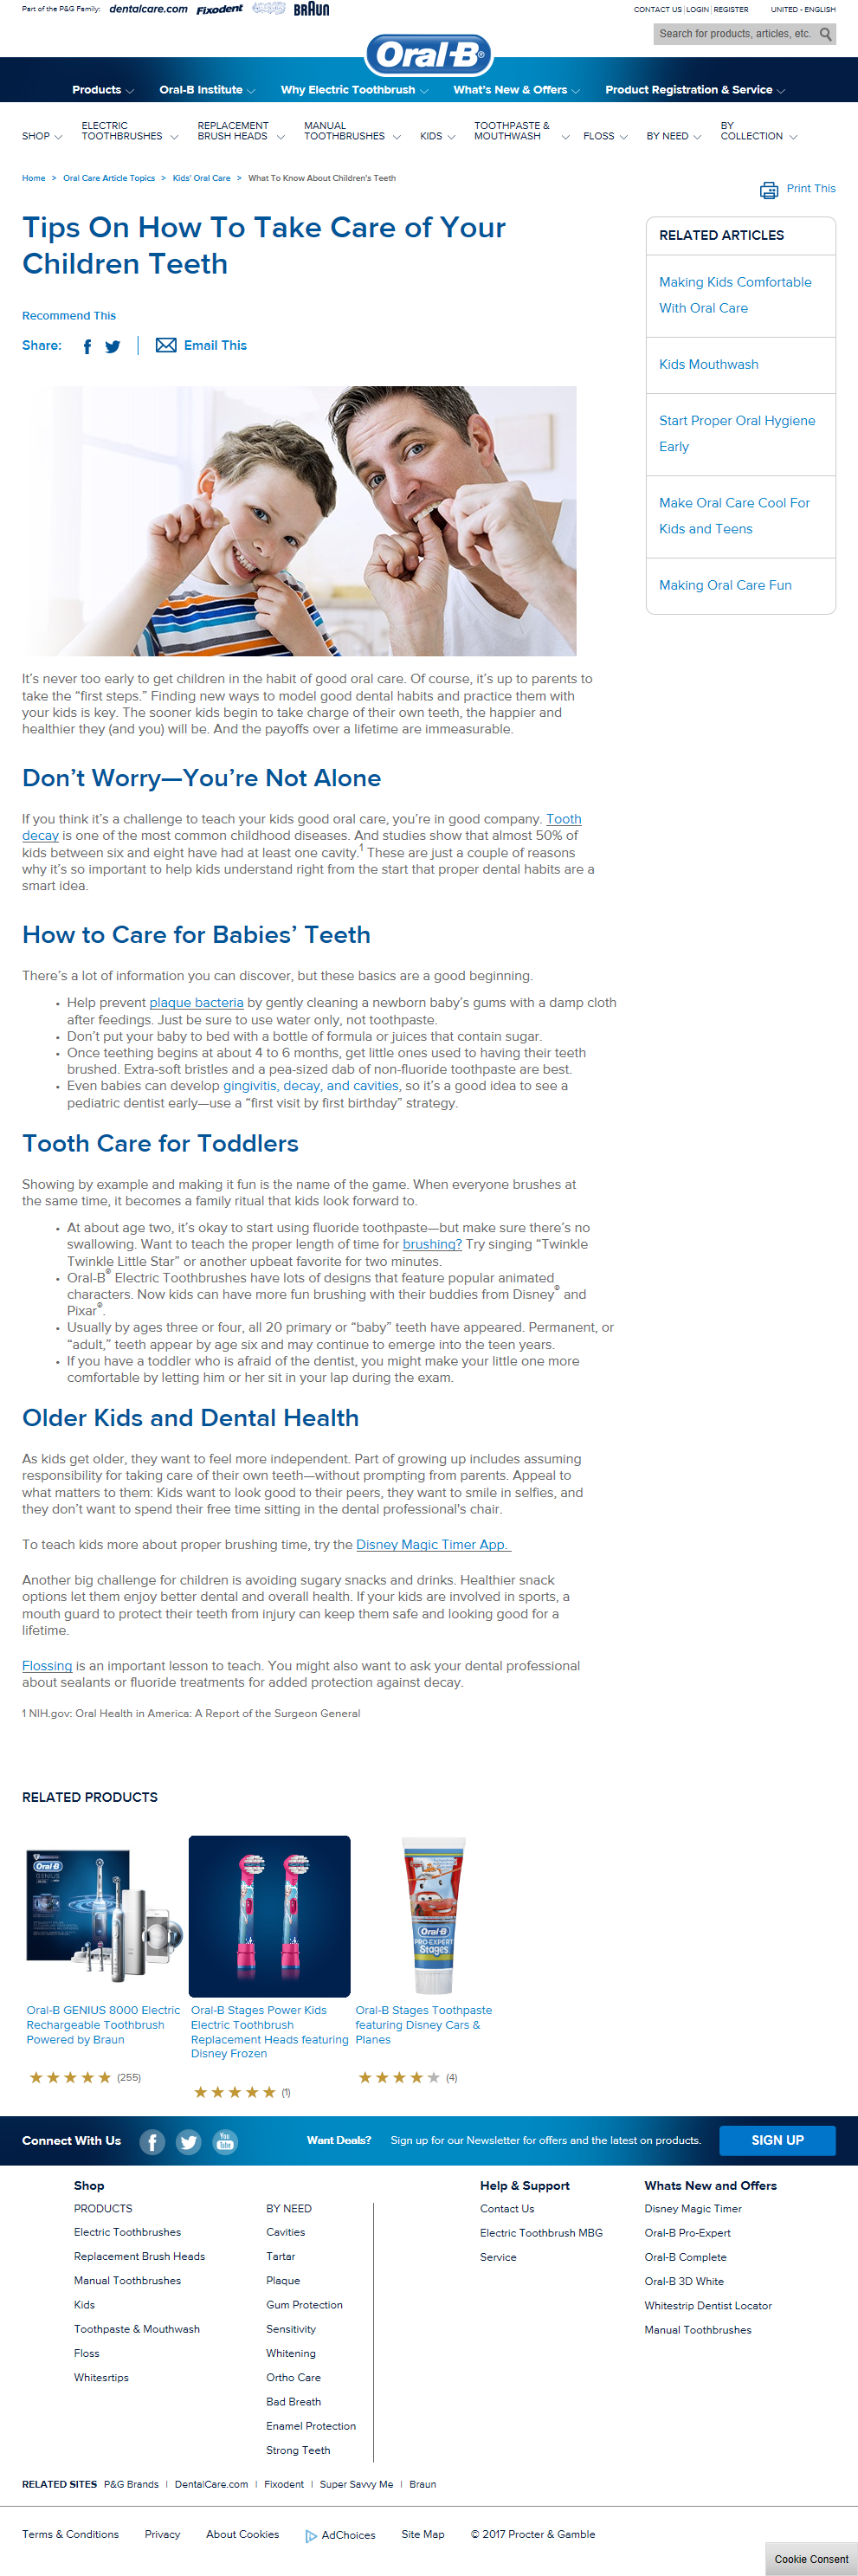 Part of the P&G Family: dentalcare.com Fixodent BRAUN
CONTACT US | LOGIN | REGISTER UNITED - ENGLISH
Search for products, articles, etc.
Oral-B®
Products Oral-B Institute Why Electric Toothbrush What's New & Offers Product Registration & Service
SHOP
ELECTRIC
TOOTHBRUSHES
REPLACEMENT
BRUSH HEADS
MANUAL
TOOTHBRUSHES
KIDS
TOOTHPASTE &
MOUTHWASH
FLOSS
BY NEED
BY
COLLECTION
Home > Oral Care Article Topics > Kids' Oral Care > What To Know About Children's Teeth
Print This
Tips On How To Take Care of Your
Children Teeth
Recommend This
Share:
Email This
RELATED ARTICLES
Making Kids Comfortable
With Oral Care
Kids Mouthwash
Start Proper Oral Hygiene
Early
Make Oral Care Cool For
Kids and Teens
Making Oral Care Fun
It's never too early to get children in the habit of good oral care. Of course, it's up to parents to
take the “first steps.” Finding new ways to model good dental habits and practice them with
your kids is key. The sooner kids begin to take charge of their own teeth, the happier and
healthier they (and you) will be. And the payoffs over a lifetime are immeasurable.
Don't Worry—You're Not Alone
If you think it's a challenge to teach your kids good oral care, you're in good company. Tooth
decay is one of the most common childhood diseases. And studies show that almost 50% of
kids between six and eight have had at least one cavity.1 These are just a couple of reasons
why it's so important to help kids understand right from the start that proper dental habits are a
smart idea.
How to Care for Babies' Teeth
There's a lot of information you can discover, but these basics are a good beginning.
• Help prevent plaque bacteria by gently cleaning a newborn baby's gums with a damp cloth
after feedings. Just be sure to use water only, not toothpaste.
• Don't put your baby to bed with a bottle of formula or juices that contain sugar.
• Once teething begins at about 4 to 6 months, get little ones used to having their teeth
brushed. Extra-soft bristles and a pea-sized dab of non-fluoride toothpaste are best.
• Even babies can develop gingivitis, decay, and cavities, so it's a good idea to see a
pediatric dentist early—use a “first visit by first birthday” strategy.
Tooth Care for Toddlers
Showing by example and making it fun is the name of the game. When everyone brushes at
the same time, it becomes a family ritual that kids look forward to.
• At about age two, it's okay to start using fluoride toothpaste—but make sure there's no
swallowing. Want to teach the proper length of time for brushing? Try singing “Twinkle
Twinkle Little Star” or another upbeat favorite for two minutes.
• Oral-B® Electric Toothbrushes have lots of designs that feature popular animated
characters. Now kids can have more fun brushing with their buddies from Disney® and
Pixar®.
• Usually by ages three or four, all 20 primary or “baby” teeth have appeared. Permanent, or
“adult,” teeth appear by age six and may continue to emerge into the teen years.
• If you have a toddler who is afraid of the dentist, you might make your little one more
comfortable by letting him or her sit in your lap during the exam.
Older Kids and Dental Health
As kids get older, they want to feel more independent. Part of growing up includes assuming
responsibility for taking care of their own teeth—without prompting from parents. Appeal to
what matters to them: Kids want to look good to their peers, they want to smile in selfies, and
they don't want to spend their free time sitting in the dental professional's chair.
To teach kids more about proper brushing time, try the Disney Magic Timer App.
Another big challenge for children is avoiding sugary snacks and drinks. Healthier snack
options let them enjoy better dental and overall health. If your kids are involved in sports, a
mouth guard to protect their teeth from injury can keep them safe and looking good for a
lifetime.
Flossing is an important lesson to teach. You might also want to ask your dental professional
about sealants or fluoride treatments for added protection against decay.
1 NIH.gov: Oral Health in America: A Report of the Surgeon General
RELATED PRODUCTS
Oral-B
GENIUS
Oral-B
PRO-EXPERT
Stages
Oral-B GENIUS 8000 Electric
Rechargeable Toothbrush
Powered by Braun
(255)
Oral-B Stages Power Kids
Electric Toothbrush
Replacement Heads featuring
Disney Frozen
(1)
Oral-B Stages Toothpaste
featuring Disney Cars &
Planes
(4)
Connect With Us
You
Tube
Want Deals? Sign up for our Newsletter for offers and the latest on products.
SIGN UP
Shop
PRODUCTS
Electric Toothbrushes
Replacement Brush Heads
Manual Toothbrushes
Kids
Toothpaste & Mouthwash
Floss
Whitesrtips
BY NEED
Cavities
Tartar
Plaque
Gum Protection
Sensitivity
Whitening
Ortho Care
Bad Breath
Enamel Protection
Strong Teeth
Help & Support
Contact Us
Electric Toothbrush MBG
Service
Whats New and Offers
Disney Magic Timer
Oral-B Pro-Expert
Oral-B Complete
Oral-B 3D White
Whitestrip Dentist Locator
Manual Toothbrushes
RELATED SITES P&G Brands | DentalCare.com | Fixodent | Super Savvy Me | Braun
Terms & Conditions Privacy About Cookies AdChoices Site Map © 2017 Procter & Gamble
Cookie Consent